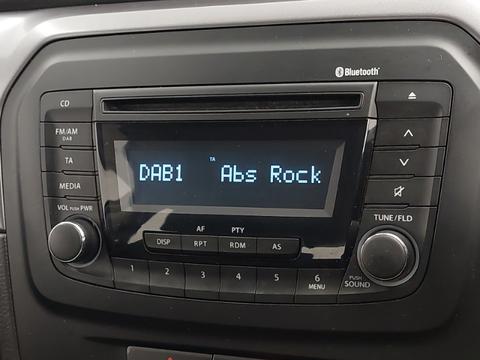 Bluetooth®
CD
FM/AM
DAB
TA
MEDIA
VOL PUSH PWR
TA
DAB1 Abs Rock
AF PTY
DISP RPT RDM AS
1 2 3 4 5 6
MENU
TUNE/FLD
PUSH
SOUND